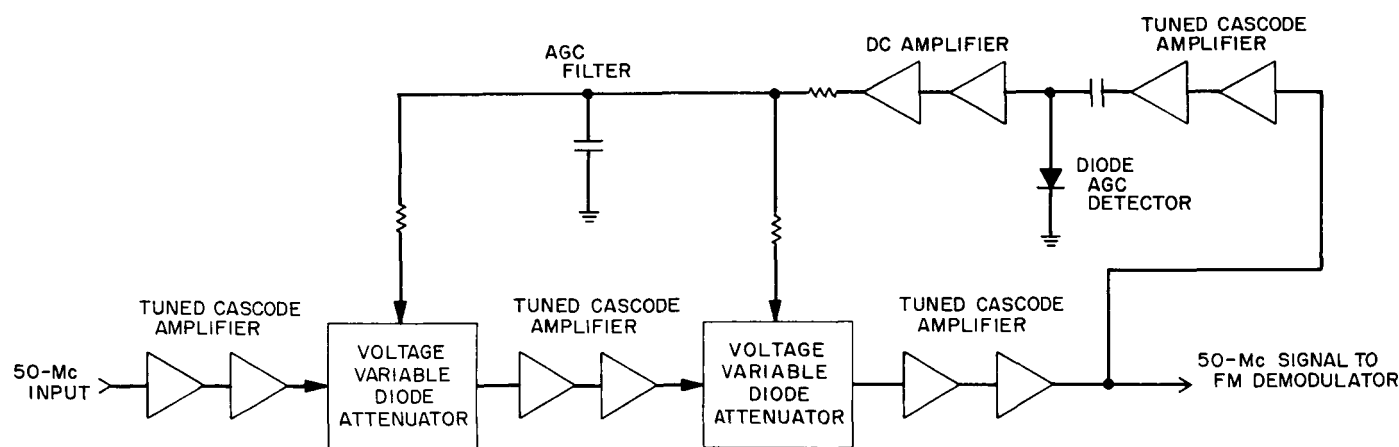 TUNED CASCODE
AMPLIFIER
DC AMPLIFIER
AGC
FILTER
DIODE
AGC
DETECTOR
TUNED CASCODE
AMPLIFIER
TUNED CASCODE
AMPLIFIER
TUNED CASCODE
AMPLIFIER
50-Mc
INPUT
VOLTAGE
VARIABLE
DIODE
ATTENUATOR
VOLTAGE
VARIABLE
DIODE
ATTENUATOR
50-Mc SIGNAL TO
FM DEMODULATOR